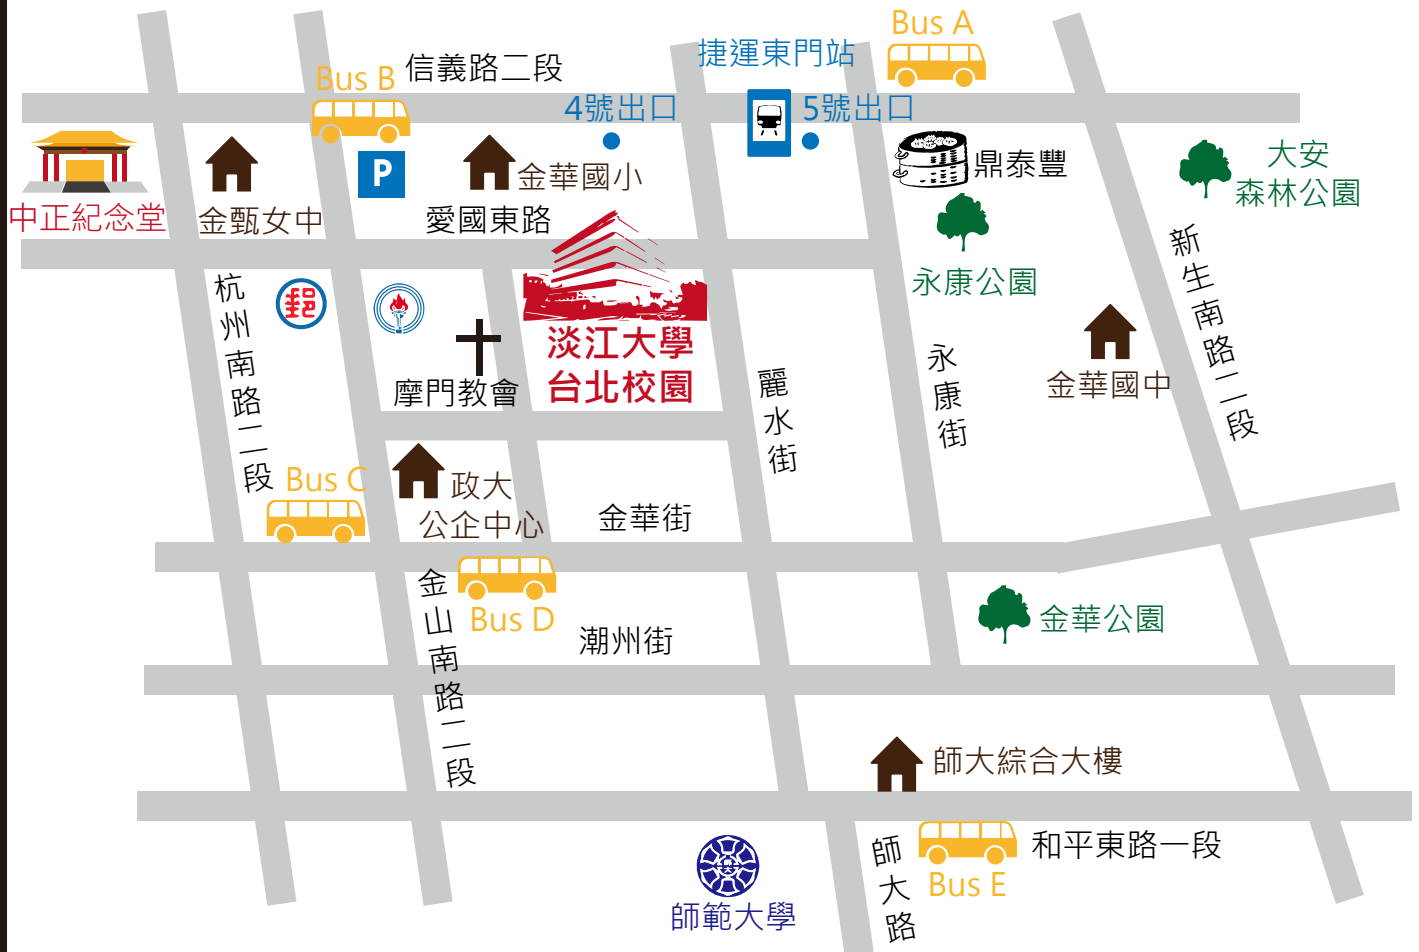 Bus A
捷運東門站
Bus B
信義路二段
4號出口
5號出口
P
金華國小
鼎泰豐
大安
森林公園
中正紀念堂
金甌女中
愛國東路
永康公園
新生南路二段
杭州南路二段
郵
淡江大學
台北校園
摩門教會
麗水街
永康街
金華國中
Bus C
政大
公企中心
金華街
金山南路二段
Bus D
潮州街
金華公園
師大綜合大樓
師大路
和平東路一段
Bus E
師範大學